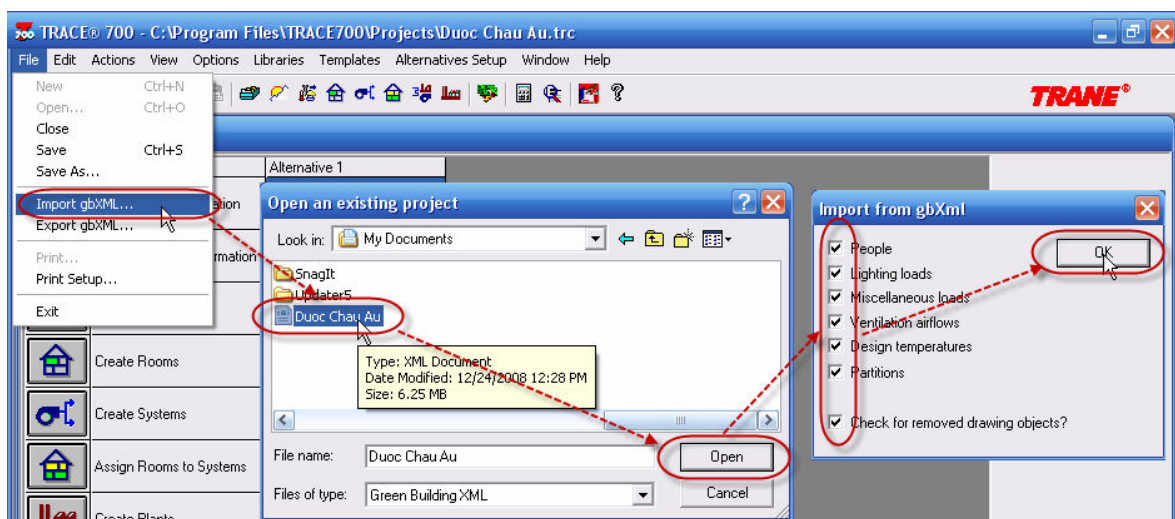 TRACE® 700 - C:\Program Files\TRACE700\Projects\Duoc Chau Au.trc
File Edit Actions View Options Libraries Templates Alternatives Setup Window Help
TRANE®
New Ctrl+N
Open... Ctrl+O
Close
Save Ctrl+S
Save As...
Import gbXML...
Export gbXML...
Print...
Print Setup...
Exit
Alternative 1
Create Rooms
Create Systems
Assign Rooms to Systems
Create Plants
Open an existing project
Look in: My Documents
SnagIt
Updater5
Duoc Chau Au
Type: XML Document
Date Modified: 12/24/2008 12:28 PM
Size: 6.25 MB
File name: Duoc Chau Au
Open
Files of type: Green Building XML
Cancel
Import from gbXml
People
OK
Lighting loads
Miscellaneous loads
Ventilation airflows
Design temperatures
Partitions
Check for removed drawing objects?